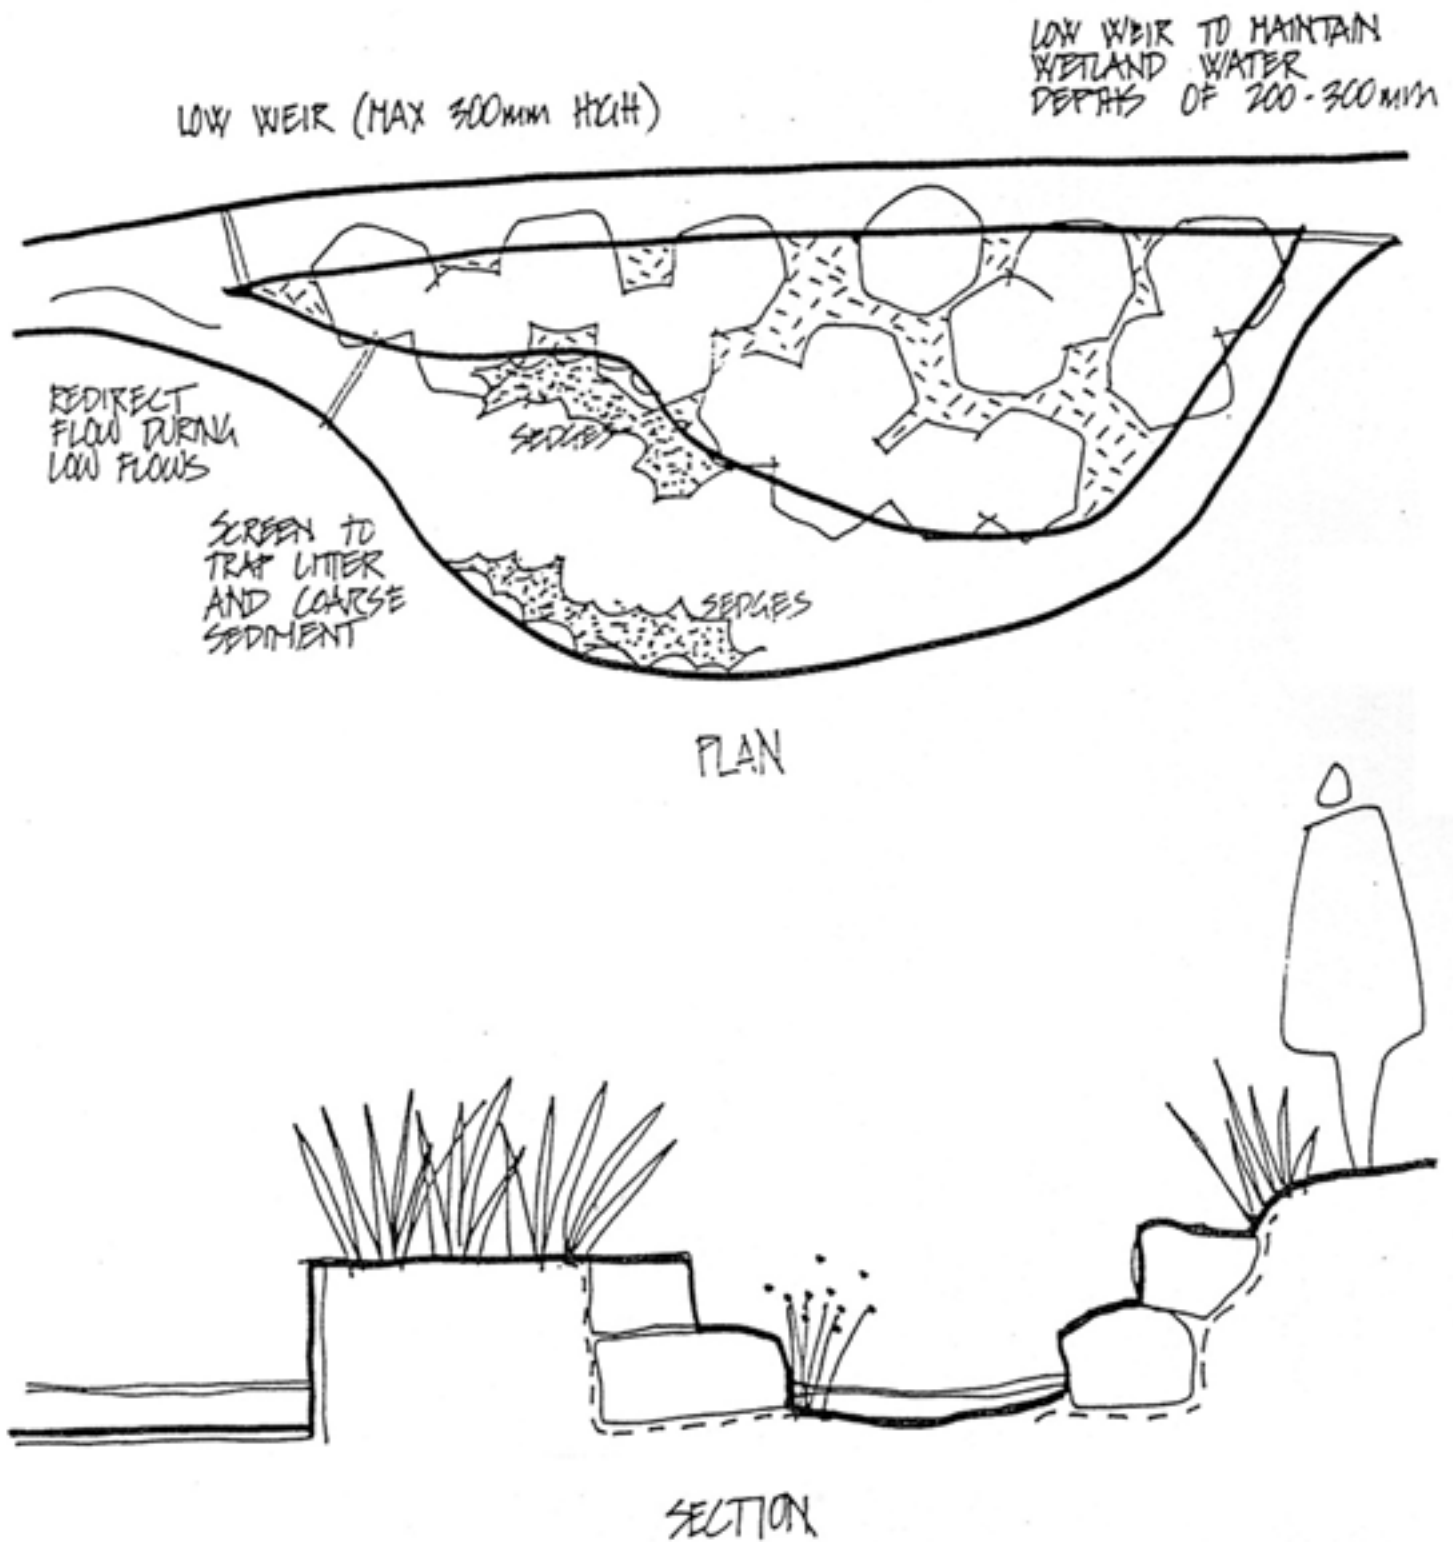 LOW WEIR TO MAINTAIN
WETLAND WATER
DEPTHS OF 200-300mm
LOW WEIR (MAX 300mm HIGH)
REDIRECT
FLOW DURING
LOW FLOWS
SEDGES
SCREEN TO
TRAP LITTER
AND COARSE
SEDIMENT
SEDGES
PLAN
SECTION